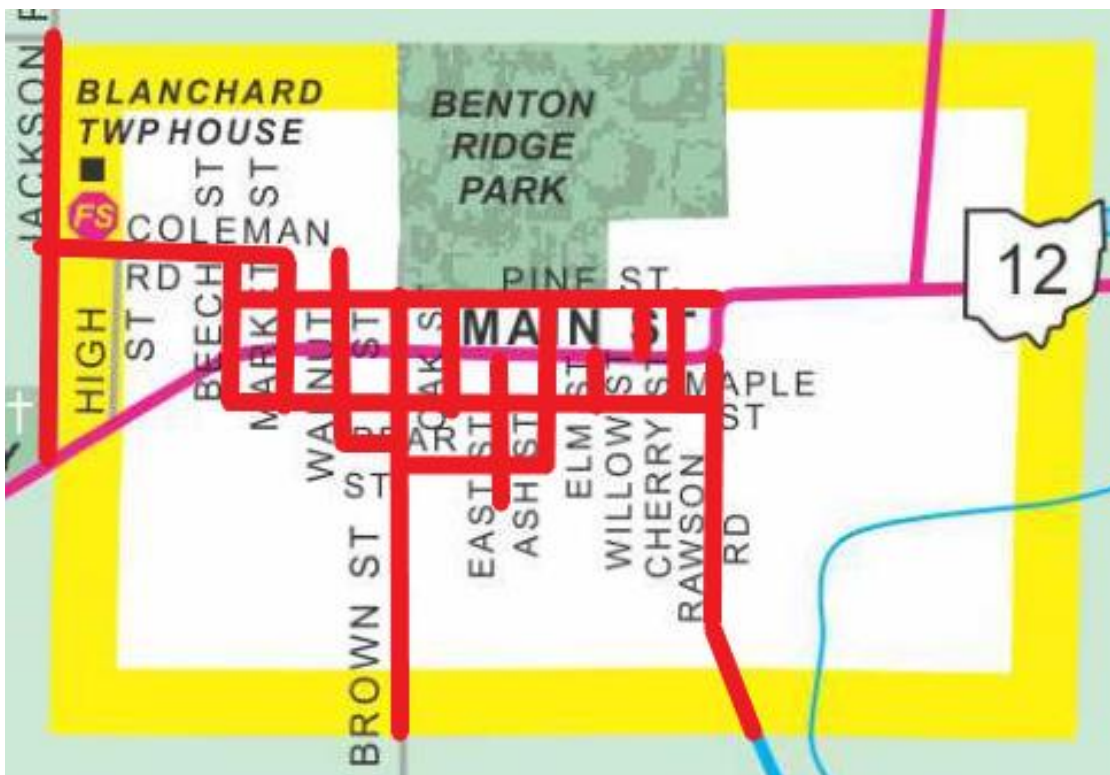 JACKSON
BLANCHARD
TWP HOUSE
FS
BENTON
RIDGE
PARK
COLEMAN
RD
HIGH
ST
BEECH ST
MARKET ST
WALNUT
ST
OAK ST
PINE ST.
MAIN ST
12
MAPLE
ST
PEAR
ST
BROWN ST
EAST ST
ASH ST
ELM ST
WILLOW ST
CHERRY ST
RAWSON
RD